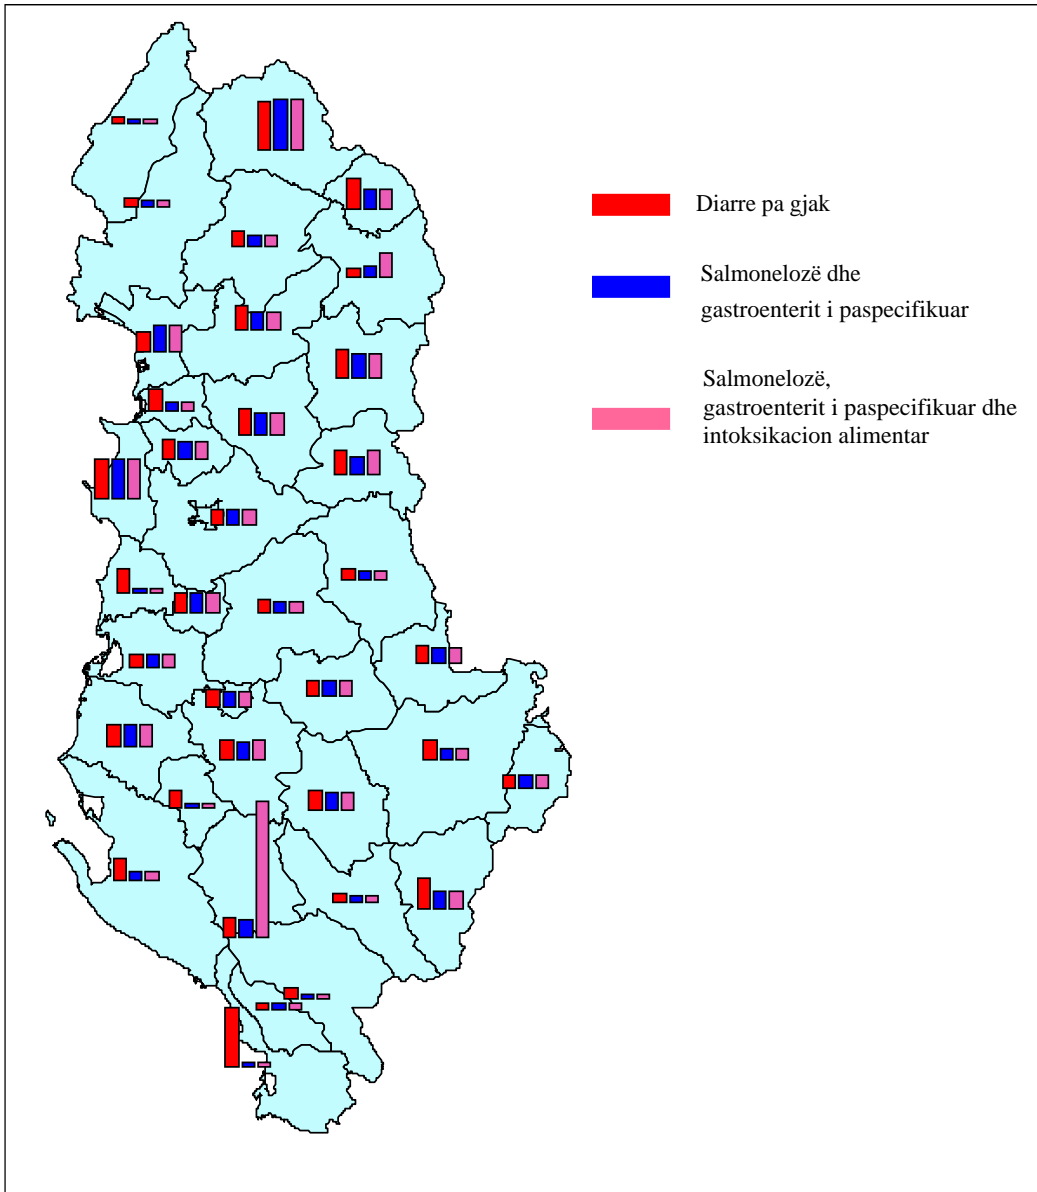 Diarre pa gjak
Salmonelozë dhe
gastroenterit i paspecifikuar
Salmonelozë,
gastroenterit i paspecifikuar dhe
intoksikacion alimentar